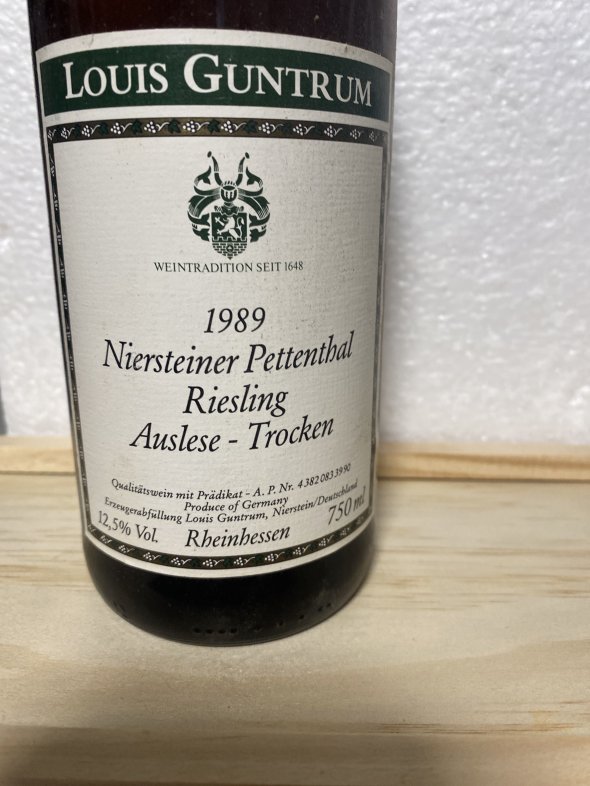 LOUIS GUNTRUM
WEINTRADITION SEIT 1648
1989
Niersteiner Pettenthal
Riesling
Auslese - Trocken
Qualitätswein mit Prädikat - A. P. Nr. 4 382 083 39 90
Produce of Germany
Erzeugerabfüllung Louis Guntrum, Nierstein/Deutschland
12,5% Vol. Rheinhessen 750 ml